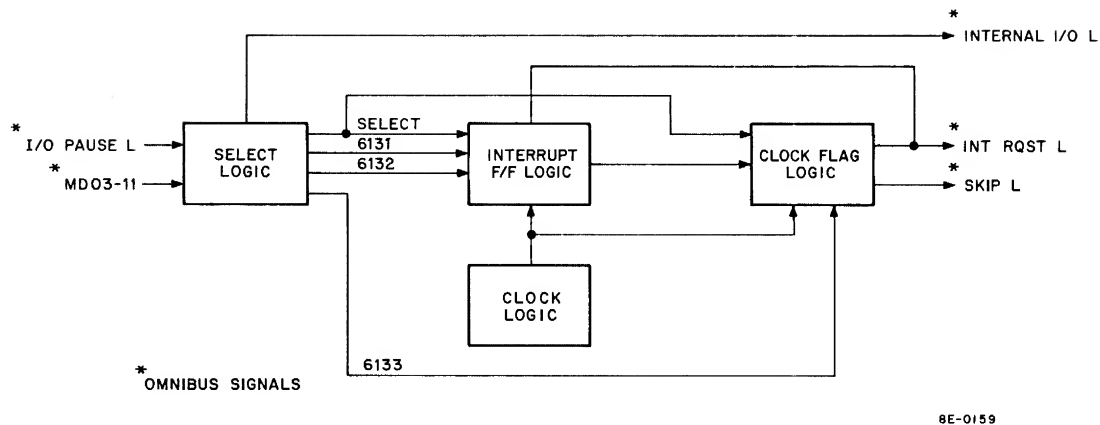 *
INTERNAL I/O L
*
I/O PAUSE L
*
MD03-11
SELECT
LOGIC
SELECT
6131
6132
INTERRUPT
F/F LOGIC
CLOCK FLAG
LOGIC
*
INT RQST L
*
SKIP L
CLOCK
LOGIC
6133
*
OMNIBUS SIGNALS
8E-0159